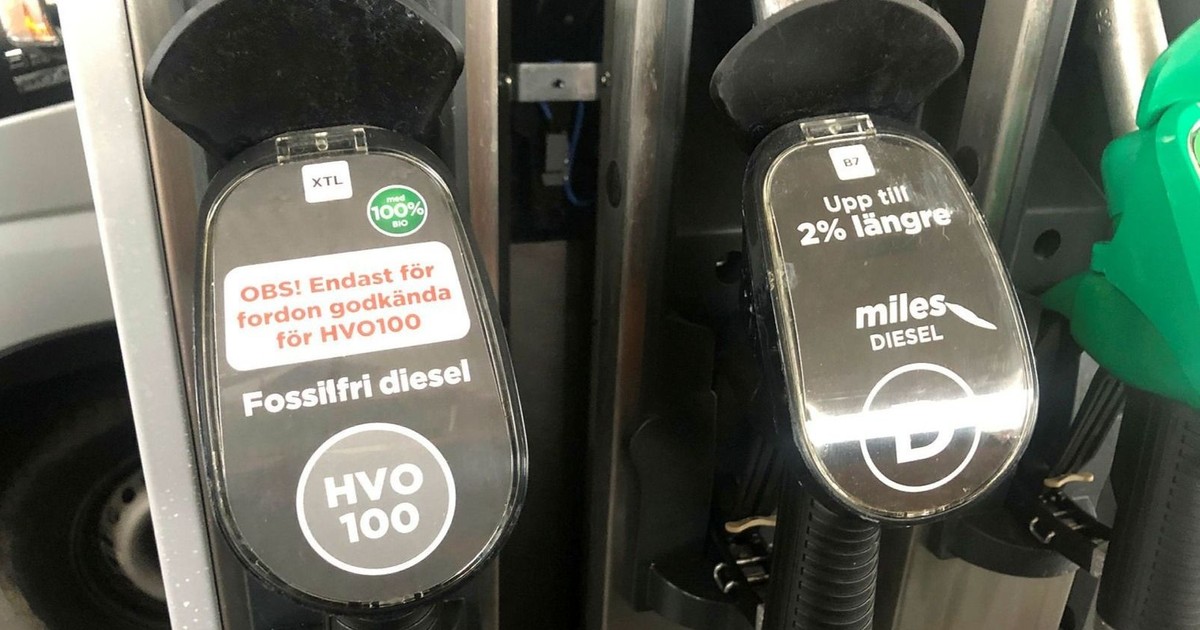 XTL
med
100%
BIO
OBS! Endast för
fordon godkända
för HVO100
Fossilfri diesel
HVO
100
B7
Upp till
2% längre
miles
DIESEL
D